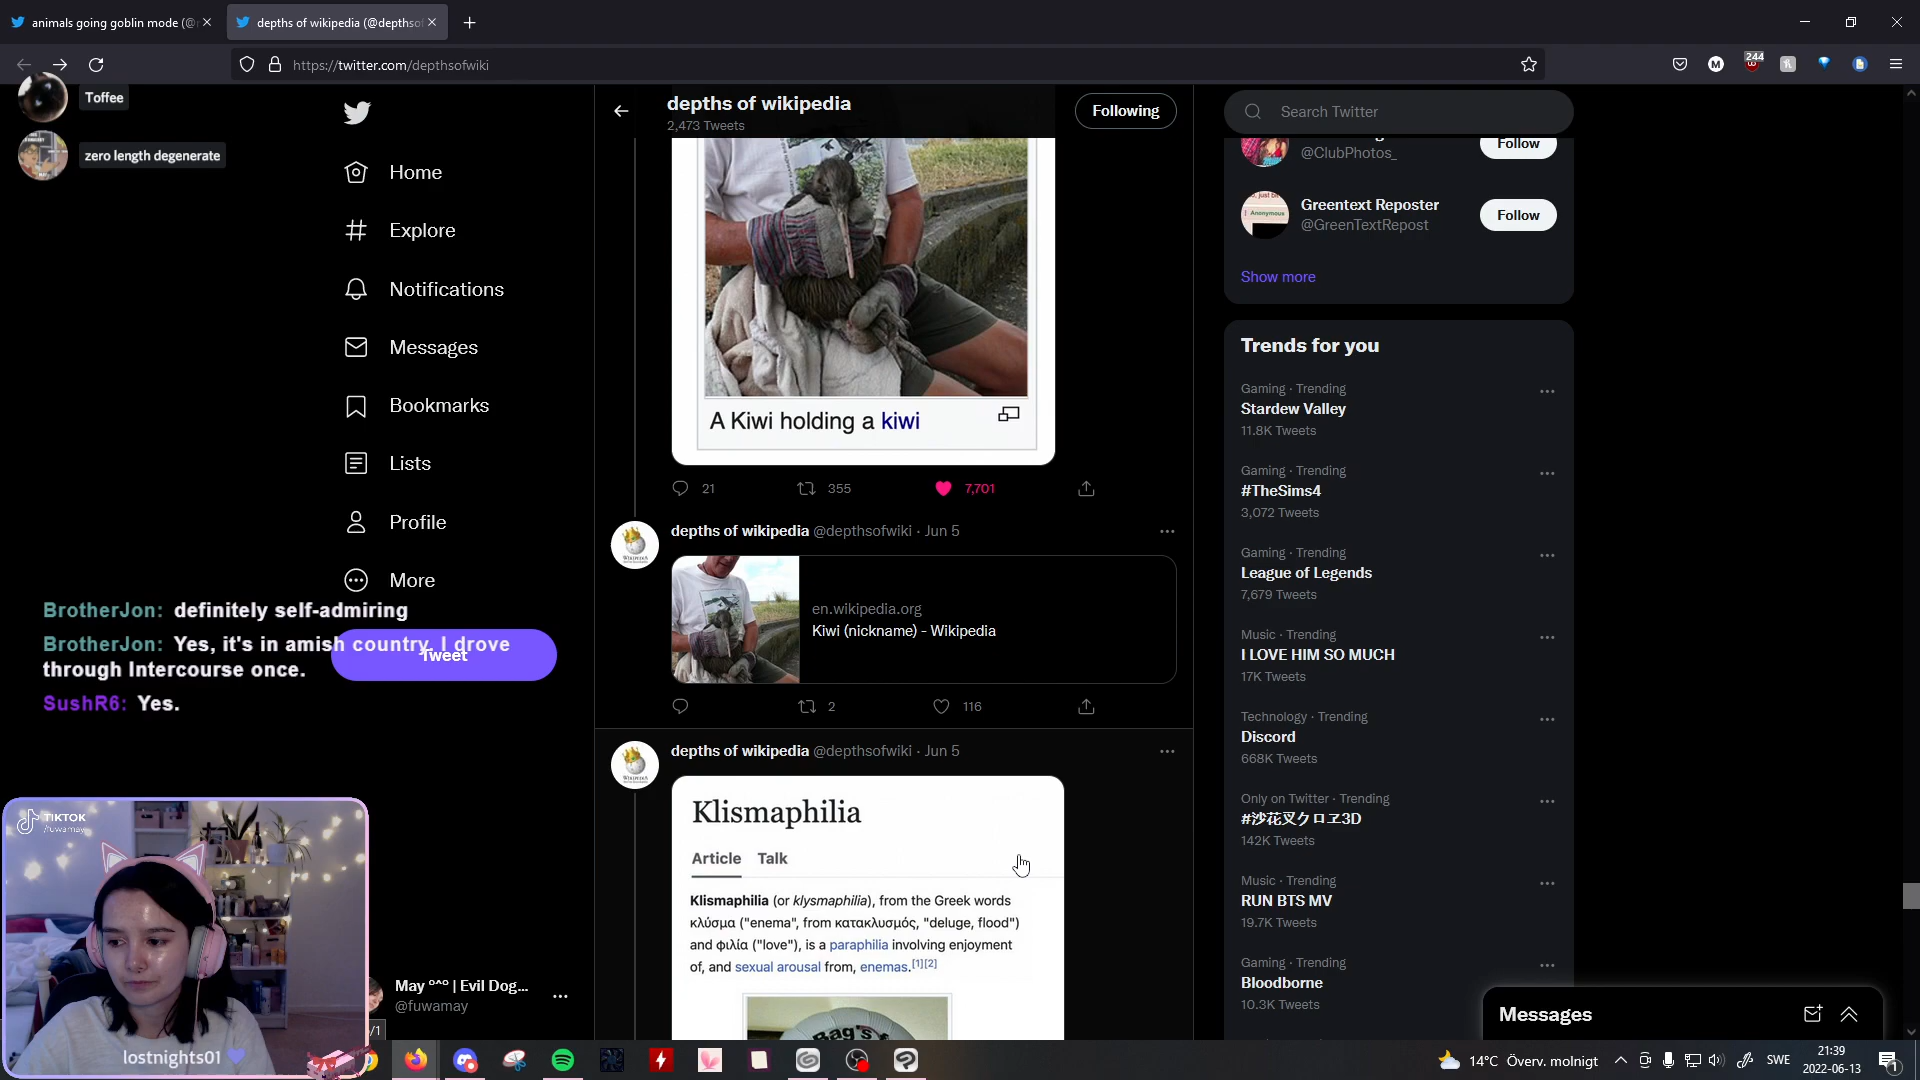 animals going goblin mode (@
depths of wikipedia (@depthso
https://twitter.com/depthsofwiki
244
Toffee
zero length degenerate
Home
Explore
Notifications
Messages
Bookmarks
Lists
Profile
More
Tweet
BrotherJon: definitely self-admiring
BrotherJon: Yes, it's in amish country, I drove
through Intercourse once.
SushR6: Yes.
TIKTOK
/fuwamay
lostnights01
May º^º | Evil Dog...
@fuwamay
/1
depths of wikipedia
2,473 Tweets
Following
A Kiwi holding a kiwi
21
355
7,701
depths of wikipedia @depthsofwiki · Jun 5
en.wikipedia.org
Kiwi (nickname) - Wikipedia
2
116
depths of wikipedia @depthsofwiki · Jun 5
Klismaphilia
Article Talk
Klismaphilia (or klysmaphilia), from the Greek words
κλύσμα ("enema", from κατακλυσμός, "deluge, flood")
and φιλία ("love"), is a paraphilia involving enjoyment
of, and sexual arousal from, enemas.[1][2]
Bag's
Search Twitter
@ClubPhotos_
Follow
Anonymous
Greentext Reposter
@GreenTextRepost
Follow
Show more
Trends for you
Gaming · Trending
Stardew Valley
11.8K Tweets
Gaming · Trending
#TheSims4
3,072 Tweets
Gaming · Trending
League of Legends
7,679 Tweets
Music · Trending
I LOVE HIM SO MUCH
17K Tweets
Technology · Trending
Discord
668K Tweets
Only on Twitter · Trending
#沙花叉クロヱ3D
142K Tweets
Music · Trending
RUN BTS MV
19.7K Tweets
Gaming · Trending
Bloodborne
10.3K Tweets
Messages
14°C Överv. molnigt
SWE
21:39
2022-06-13
1